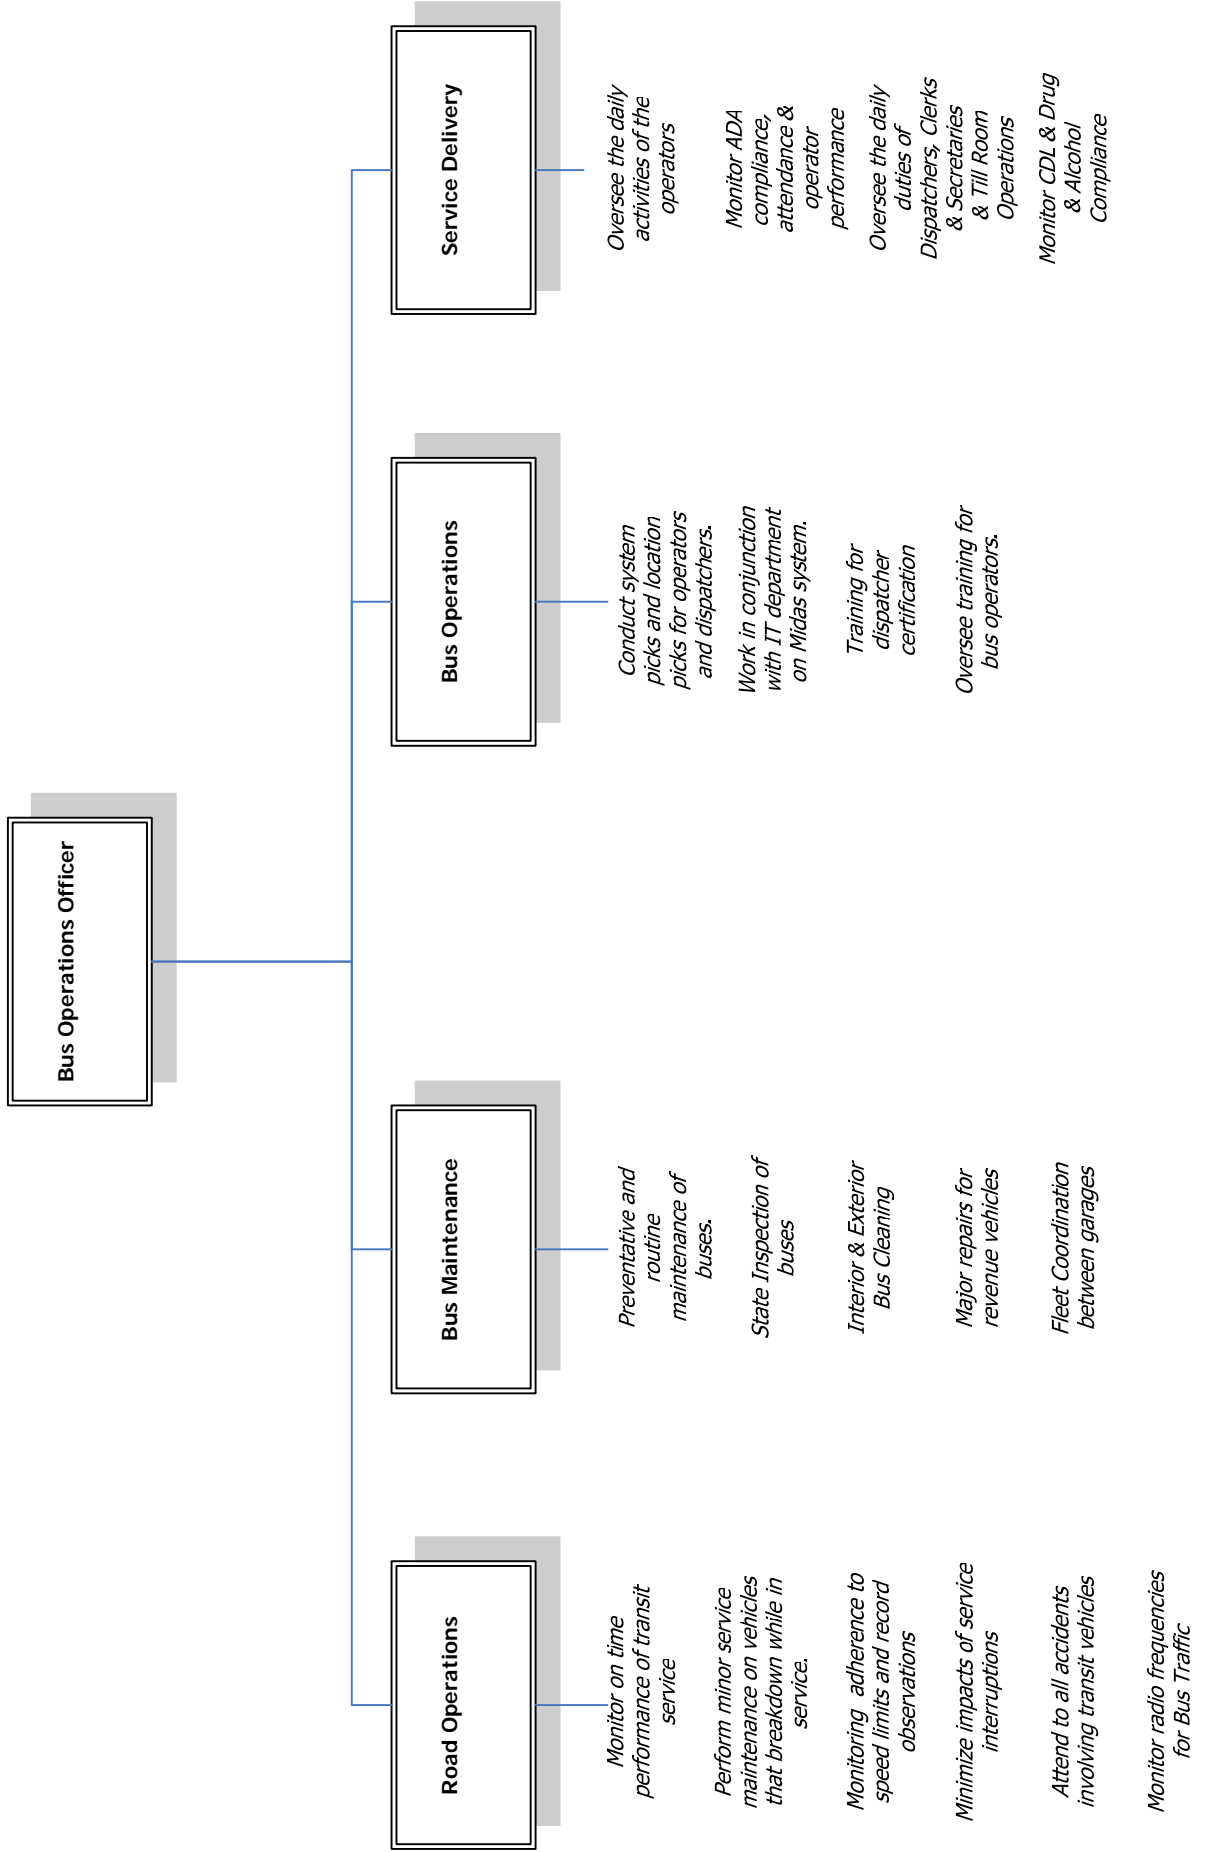 Bus Operations Officer
Road Operations
Monitor on time
performance of transit
service
Perform minor service
maintenance on vehicles
that breakdown while in
service.
Monitoring adherence to
speed limits and record
observations
Minimize impacts of service
interruptions
Attend to all accidents
involving transit vehicles
Monitor radio frequencies
for Bus Traffic
Bus Maintenance
Preventative and
routine
maintenance of
buses.
State Inspection of
buses
Interior & Exterior
Bus Cleaning
Major repairs for
revenue vehicles
Fleet Coordination
between garages
Bus Operations
Conduct system
picks and location
picks for operators
and dispatchers.
Work in conjunction
with IT department
on Midas system.
Training for
dispatcher
certification
Oversee training for
bus operators.
Service Delivery
Oversee the daily
activities of the
operators
Monitor ADA
compliance,
attendance &
operator
performance
Oversee the daily
duties of
Dispatchers, Clerks
& Secretaries
& Till Room
Operations
Monitor CDL & Drug
& Alcohol
Compliance